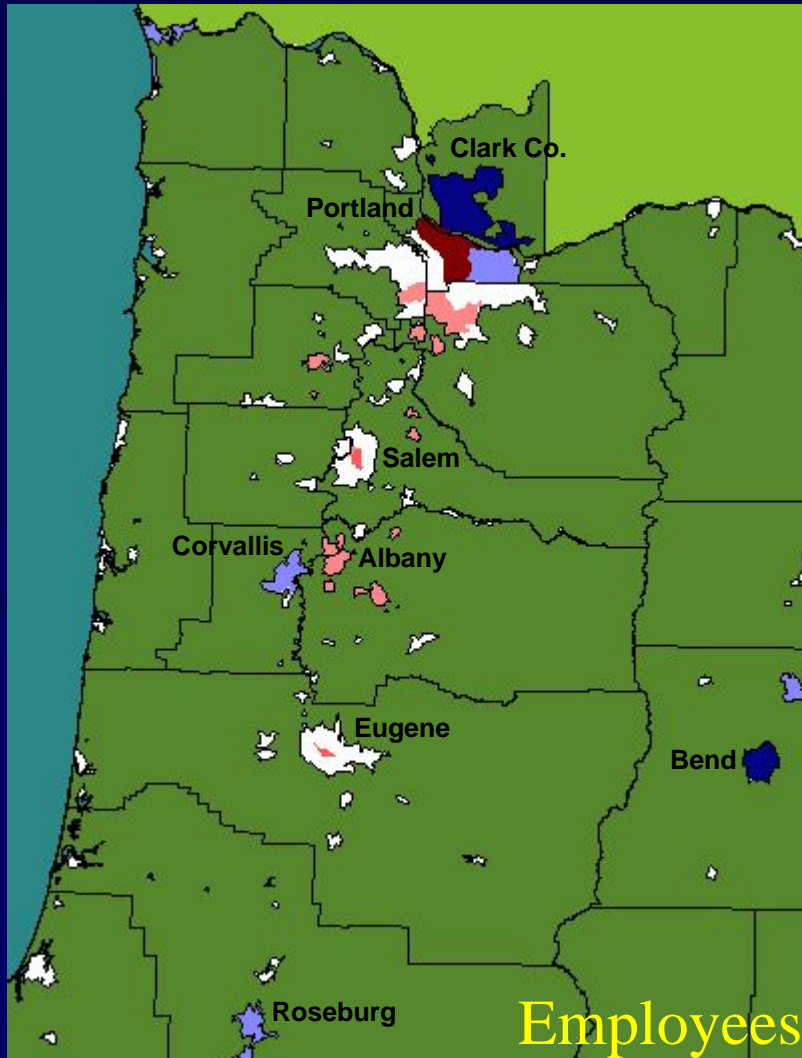 Clark Co.
Portland
Salem
Corvallis
Albany
Eugene
Bend
Roseburg
Employees